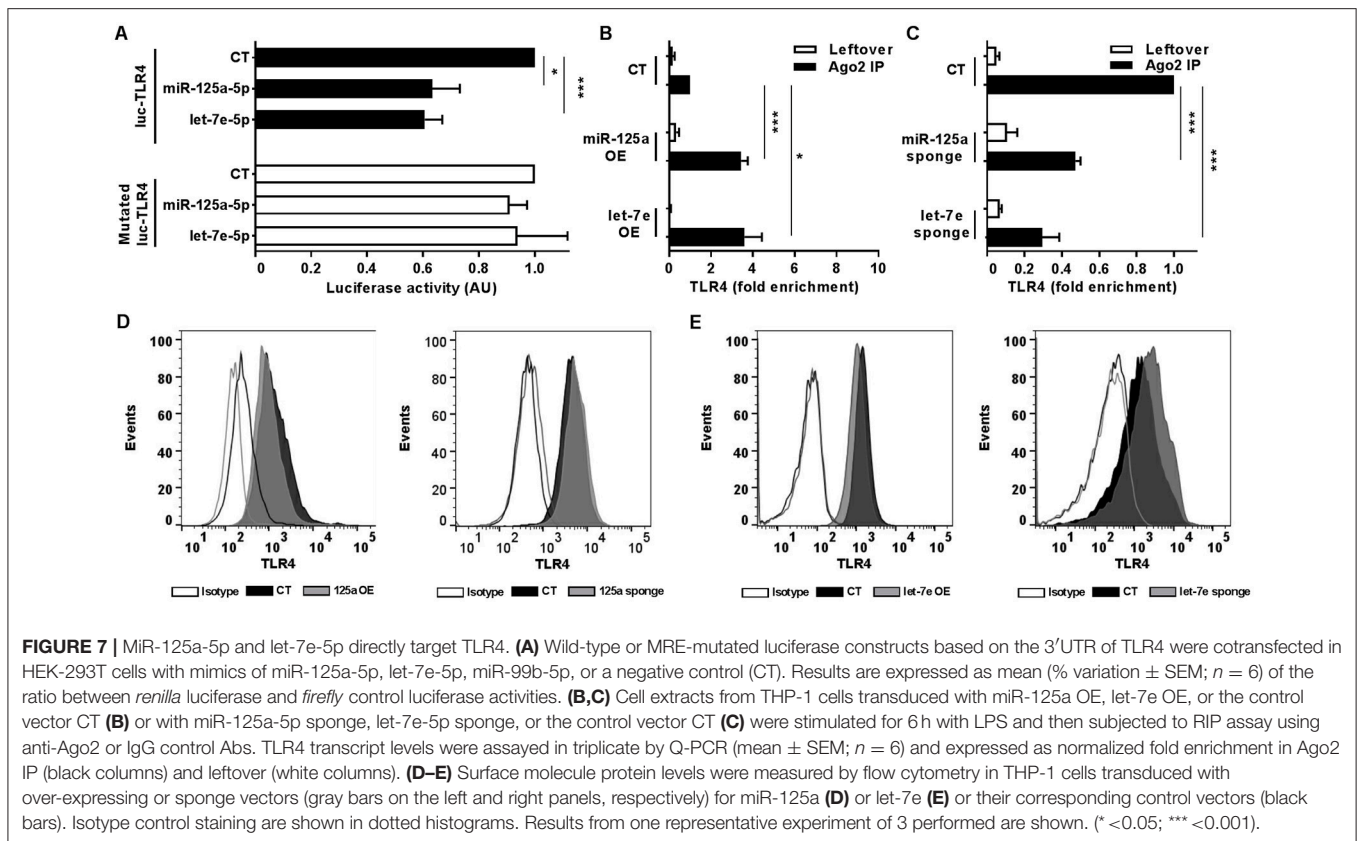 A
luc-TLR4
CT
miR-125a-5p
let-7e-5p
*
***
Mutated
luc-TLR4
CT
miR-125a-5p
let-7e-5p
0 0.2 0.4 0.6 0.8 1.0
Luciferase activity (AU)
B
Leftover
Ago2 IP
CT
miR-125a
OE
let-7e
OE
***
*
0 2 4 6 8 10
TLR4 (fold enrichment)
C
Leftover
Ago2 IP
CT
miR-125a
sponge
let-7e
sponge
***
***
0 0.2 0.4 0.6 0.8 1.0
TLR4 (fold enrichment)
D
Events
100
80
60
40
20
0
10^1 10^2 10^3 10^4 10^5
TLR4
Isotype CT 125a OE
Events
100
80
60
40
20
0
10^1 10^2 10^3 10^4 10^5
TLR4
Isotype CT 125a sponge
E
Events
100
80
60
40
20
0
10^1 10^2 10^3 10^4 10^5
TLR4
Isotype CT let-7e OE
Events
100
80
60
40
20
0
10^1 10^2 10^3 10^4 10^5
TLR4
Isotype CT let-7e sponge
FIGURE 7 | MiR-125a-5p and let-7e-5p directly target TLR4. (A) Wild-type or MRE-mutated luciferase constructs based on the 3′UTR of TLR4 were cotransfected in
HEK-293T cells with mimics of miR-125a-5p, let-7e-5p, miR-99b-5p, or a negative control (CT). Results are expressed as mean (% variation ± SEM; n = 6) of the
ratio between renilla luciferase and firefly control luciferase activities. (B,C) Cell extracts from THP-1 cells transduced with miR-125a OE, let-7e OE, or the control
vector CT (B) or with miR-125a-5p sponge, let-7e-5p sponge, or the control vector CT (C) were stimulated for 6 h with LPS and then subjected to RIP assay using
anti-Ago2 or IgG control Abs. TLR4 transcript levels were assayed in triplicate by Q-PCR (mean ± SEM; n = 6) and expressed as normalized fold enrichment in Ago2
IP (black columns) and leftover (white columns). (D–E) Surface molecule protein levels were measured by flow cytometry in THP-1 cells transduced with
over-expressing or sponge vectors (gray bars on the left and right panels, respectively) for miR-125a (D) or let-7e (E) or their corresponding control vectors (black
bars). Isotype control staining are shown in dotted histograms. Results from one representative experiment of 3 performed are shown. (* <0.05; *** <0.001).